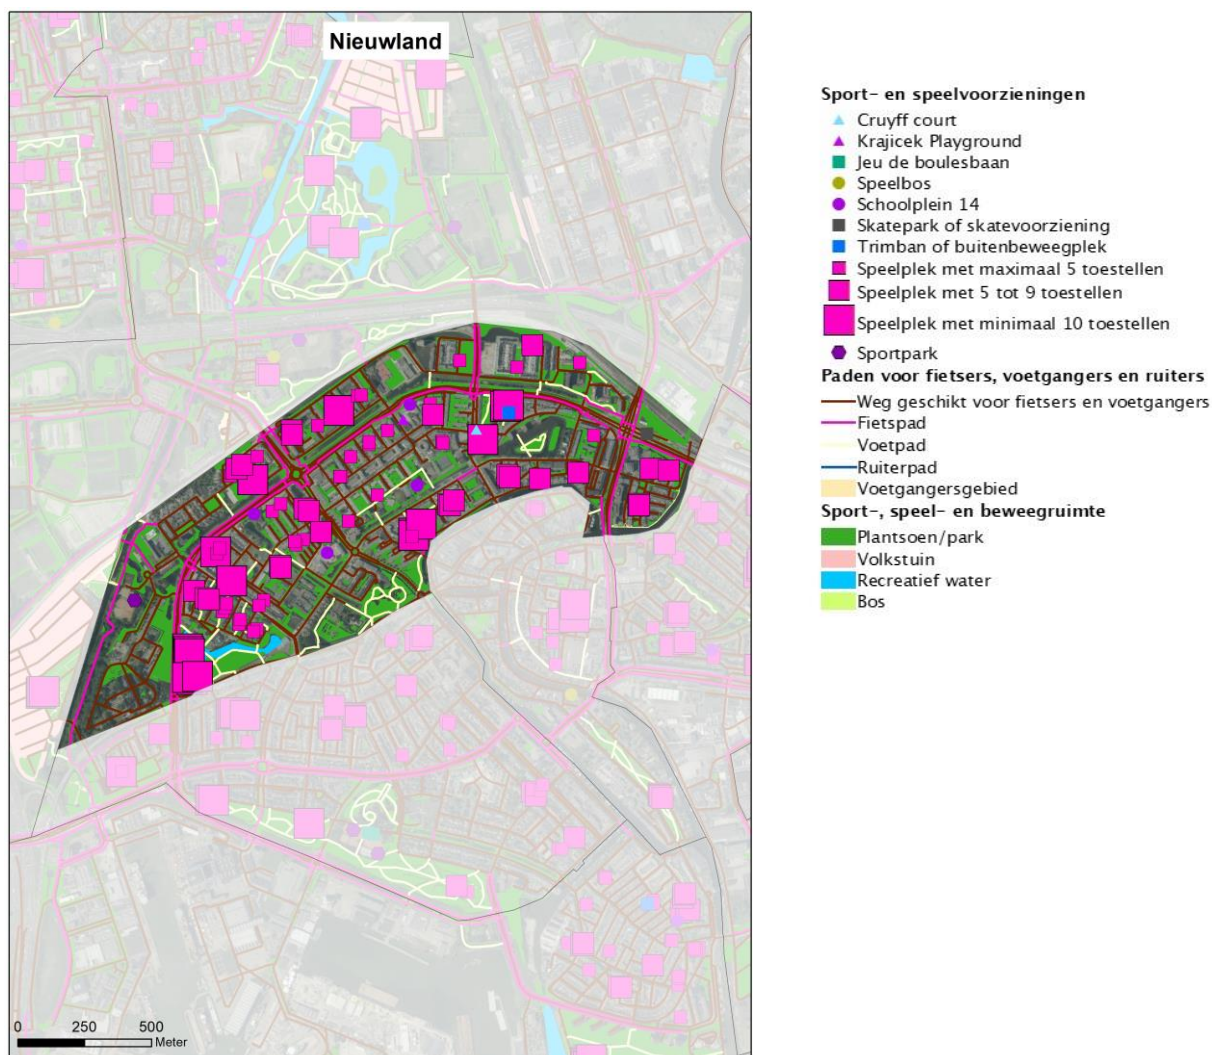 Nieuwland
Sport- en speelvoorzieningen
Cruyff court
Krajicek Playground
Jeu de boulesbaan
Speelbos
Schoolplein 14
Skatepark of skatevoorziening
Trimban of buitenbeweegplek
Speelplek met maximaal 5 toestellen
Speelplek met 5 tot 9 toestellen
Speelplek met minimaal 10 toestellen
Sportpark
Paden voor fietsers, voetgangers en ruiters
Weg geschikt voor fietsers en voetgangers
Fietspad
Voetpad
Ruiterpad
Voetgangersgebied
Sport-, speel- en beweegruimte
Plantsoen/park
Volkstuin
Recreatief water
Bos
0 250 500
Meter